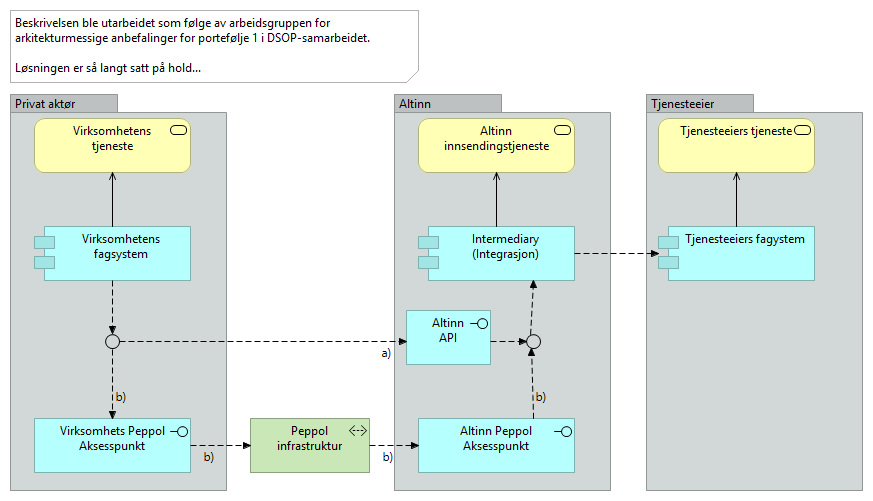 Beskrivelsen ble utarbeidet som følge av arbeidsgruppen for
arkitekturmessige anbefalinger for portefølje 1 i DSOP-samarbeidet.
Løsningen er så langt satt på hold...
Privat aktør
Altinn
Tjenesteeier
Virksomhetens
tjeneste
Altinn
innsendingstjeneste
Tjenesteeiers tjeneste
Virksomhetens
fagsystem
Intermediary
(Integrasjon)
Tjenesteeiers fagsystem
Altinn
API
a)
b)
b)
Virksomhets Peppol
Aksesspunkt
b)
Peppol
infrastruktur
b)
Altinn Peppol
Aksesspunkt